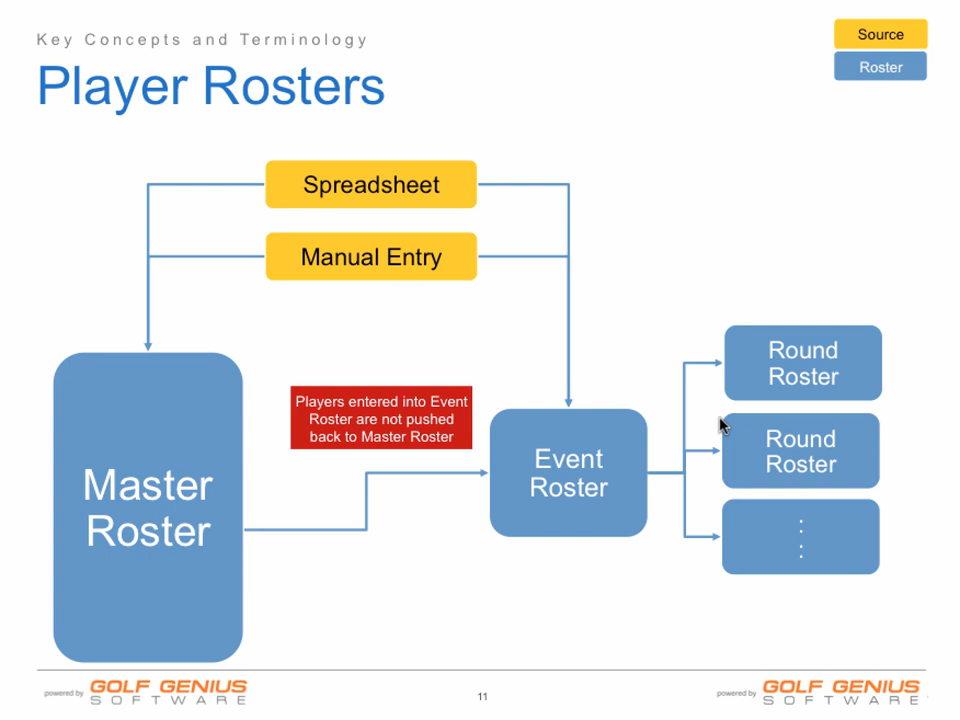 Key Concepts and Terminology
Source
Roster
Player Rosters
Spreadsheet
Manual Entry
Players entered into Event
Roster are not pushed
back to Master Roster
Master
Roster
Event
Roster
Round
Roster
Round
Roster
:
:
powered by GOLF GENIUS
SOFTWARE
11
powered by GOLF GENIUS
SOFTWARE